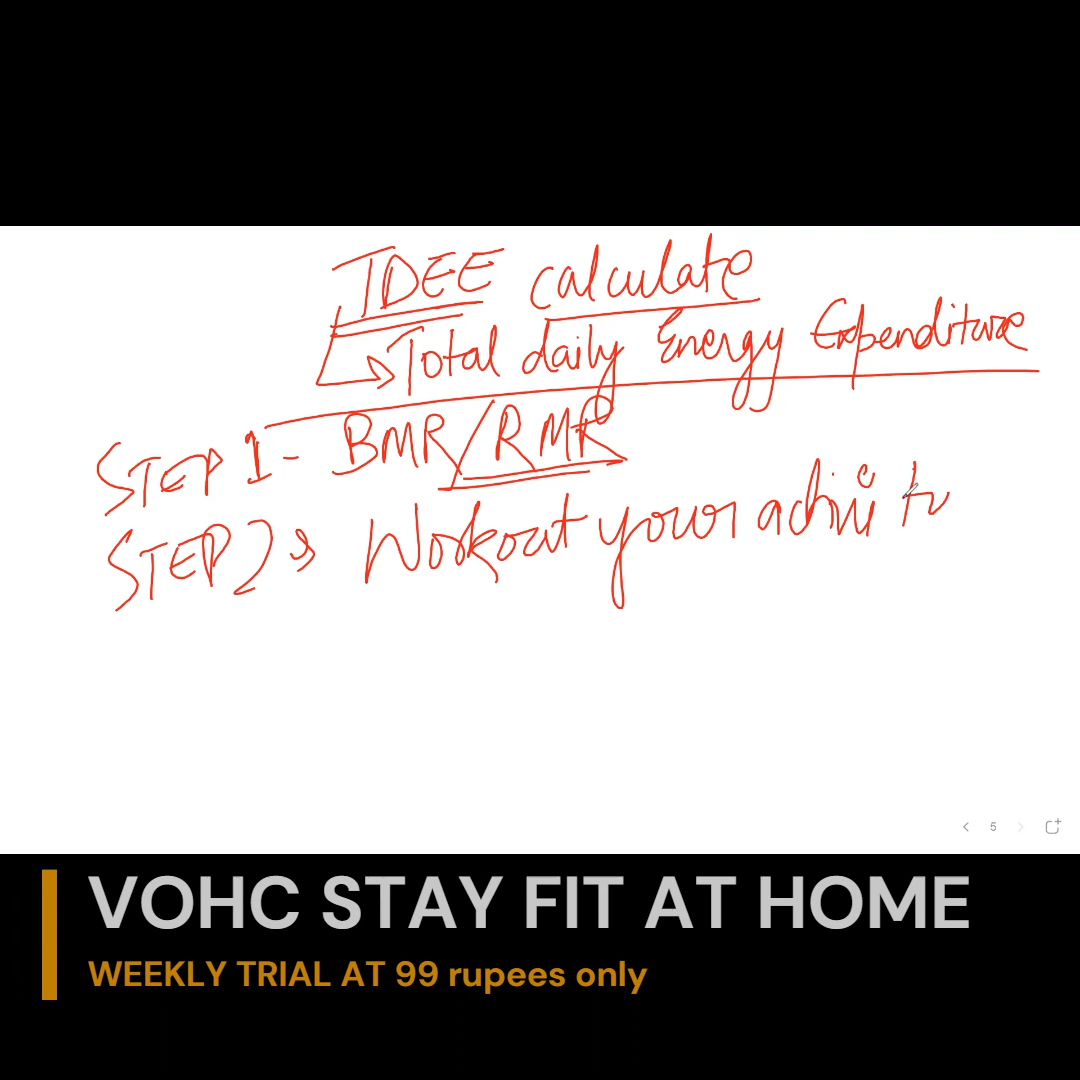 TDEE calculate
Total daily Energy Expenditure
STEP 1- BMR/RMR
STEP 2 Workout your activit
5
VOHC STAY FIT AT HOME
WEEKLY TRIAL AT 99 rupees only